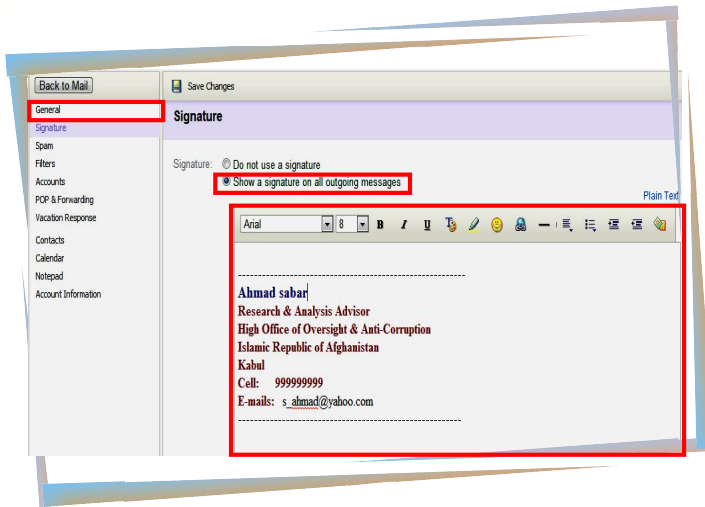 Back to Mail
Save Changes
General
Signature
Signature
Spam
Filters
Accounts
POP & Forwarding
Vacation Response
Contacts
Calendar
Notepad
Account Information
Signature: Do not use a signature
Show a signature on all outgoing messages
Plain Text
Arial 8 B I U
Ahmad sabar
Research & Analysis Advisor
High Office of Oversight & Anti-Corruption
Islamic Republic of Afghanistan
Kabul
Cell: 999999999
E-mails: s_ahmad@yahoo.com